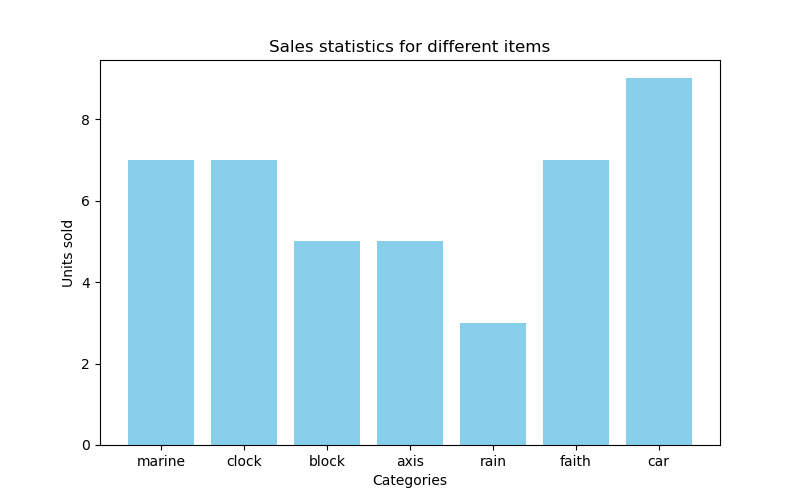 Sales statistics for different items
Units sold
8
6
4
2
0
marine clock block axis rain faith car
Categories